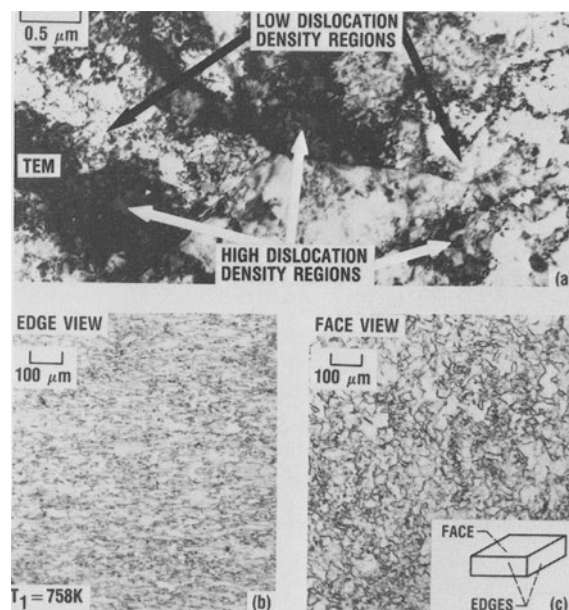 0.5 μm
LOW DISLOCATION
DENSITY REGIONS
TEM
HIGH DISLOCATION
DENSITY REGIONS
(a
EDGE VIEW
100 μm
T1 = 758K
(b)
FACE VIEW
100 μm
FACE
EDGES
(c)